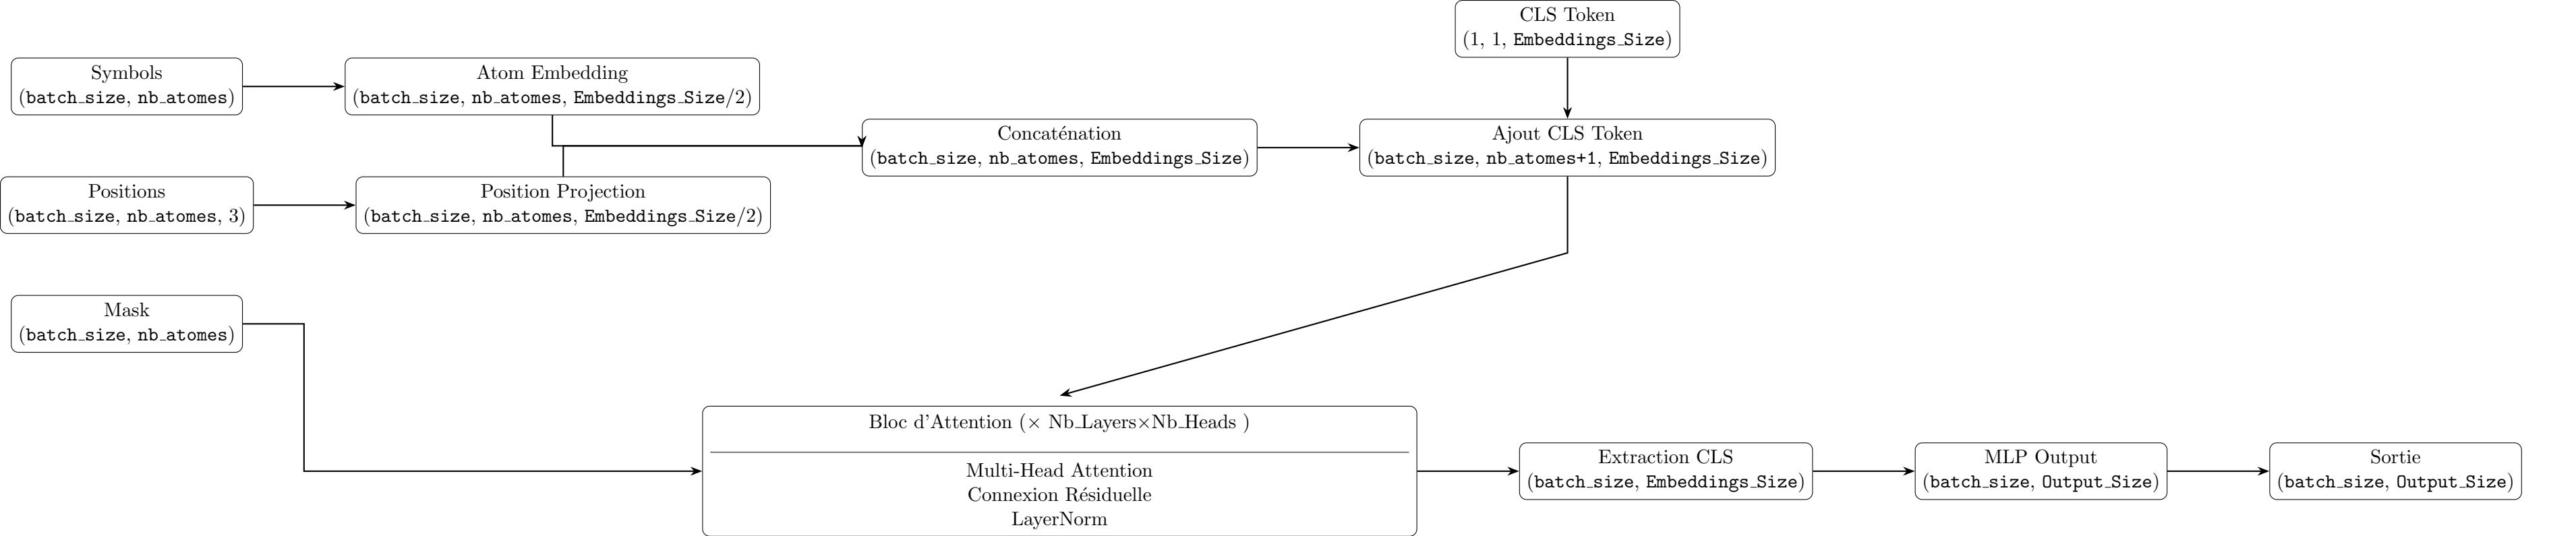 CLS Token
(1, 1, Embeddings_Size)
Symbols
(batch_size, nb_atomes)
Atom Embedding
(batch_size, nb_atomes, Embeddings_Size/2)
Concaténation
(batch_size, nb_atomes, Embeddings_Size)
Ajout CLS Token
(batch_size, nb_atomes+1, Embeddings_Size)
Positions
(batch_size, nb_atomes, 3)
Position Projection
(batch_size, nb_atomes, Embeddings_Size/2)
Mask
(batch_size, nb_atomes)
Bloc d'Attention (× Nb_Layers×Nb_Heads )
Multi-Head Attention
Connexion Résiduelle
LayerNorm
Extraction CLS
(batch_size, Embeddings_Size)
MLP Output
(batch_size, Output_Size)
Sortie
(batch_size, Output_Size)